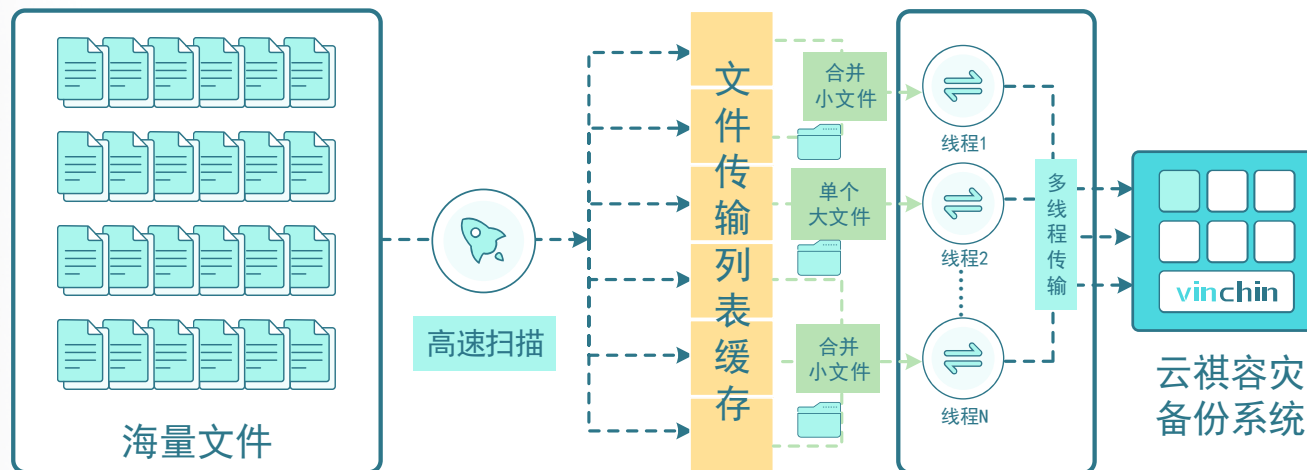 海量文件
高速扫描
文件传输列表缓存
合并
小文件
单个
大文件
合并
小文件
线程1
线程2
线程N
多线程传输
vinchin
云祺容灾
备份系统